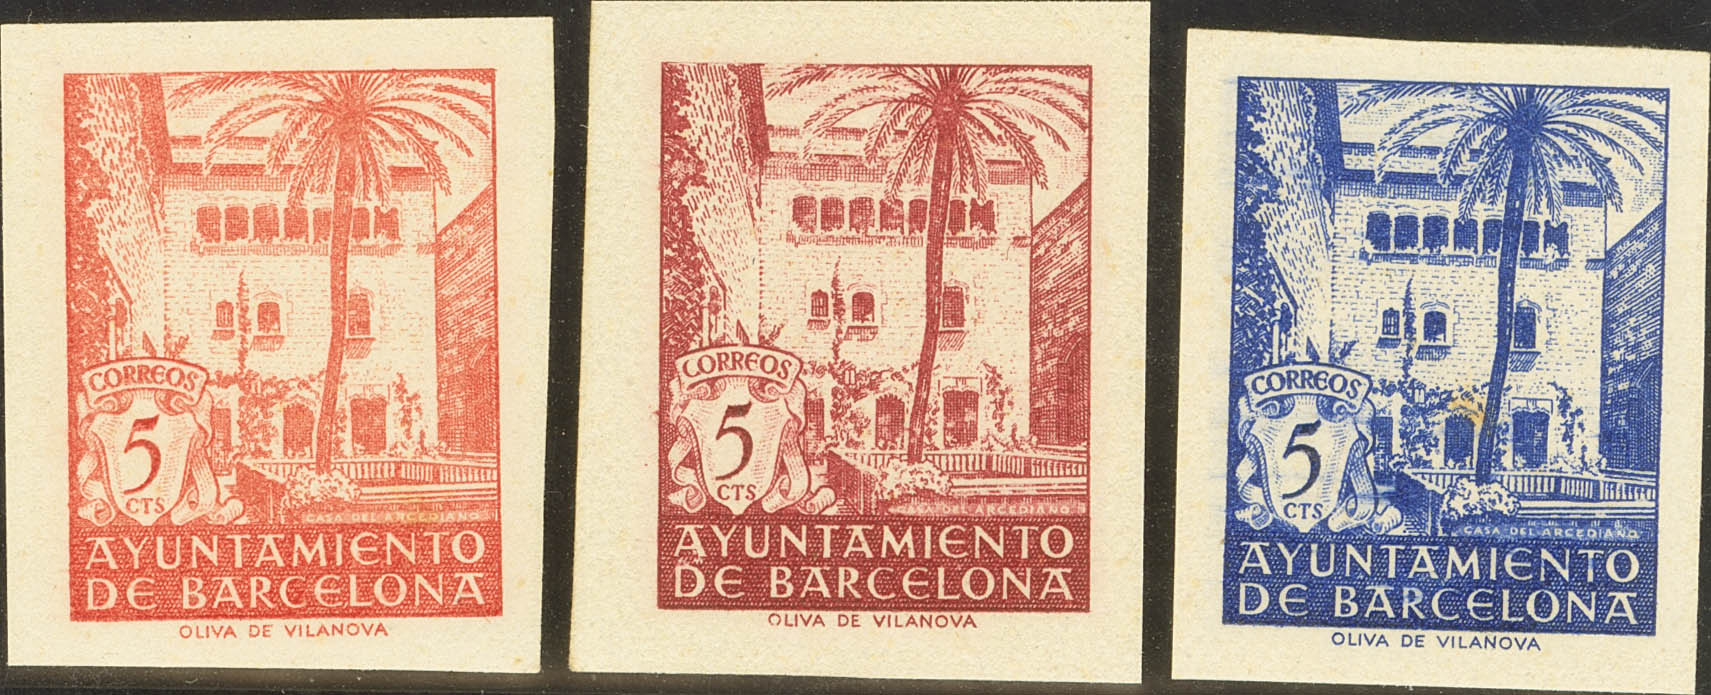 CORREOS
5
CTS
CASA DEL ARCEDIANO
AYUNTAMIENTO
DE BARCELONA
OLIVA DE VILANOVA
CORREOS
5
CTS
CASA DEL ARCEDIANO
AYUNTAMIENTO
DE BARCELONA
OLIVA DE VILANOVA
CORREOS
5
CTS
CASA DEL ARCEDIANO
AYUNTAMIENTO
DE BARCELONA
OLIVA DE VILANOVA